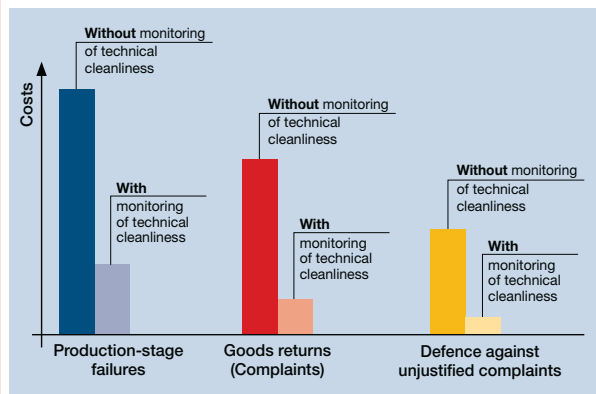 Without monitoring
of technical
cleanliness
Costs
With
monitoring
of technical
cleanliness
Without monitoring
of technical
cleanliness
With
monitoring
of technical
cleanliness
Without monitoring
of technical
cleanliness
With
monitoring
of technical
cleanliness
Production-stage
failures
Goods returns
(Complaints)
Defence against
unjustified complaints